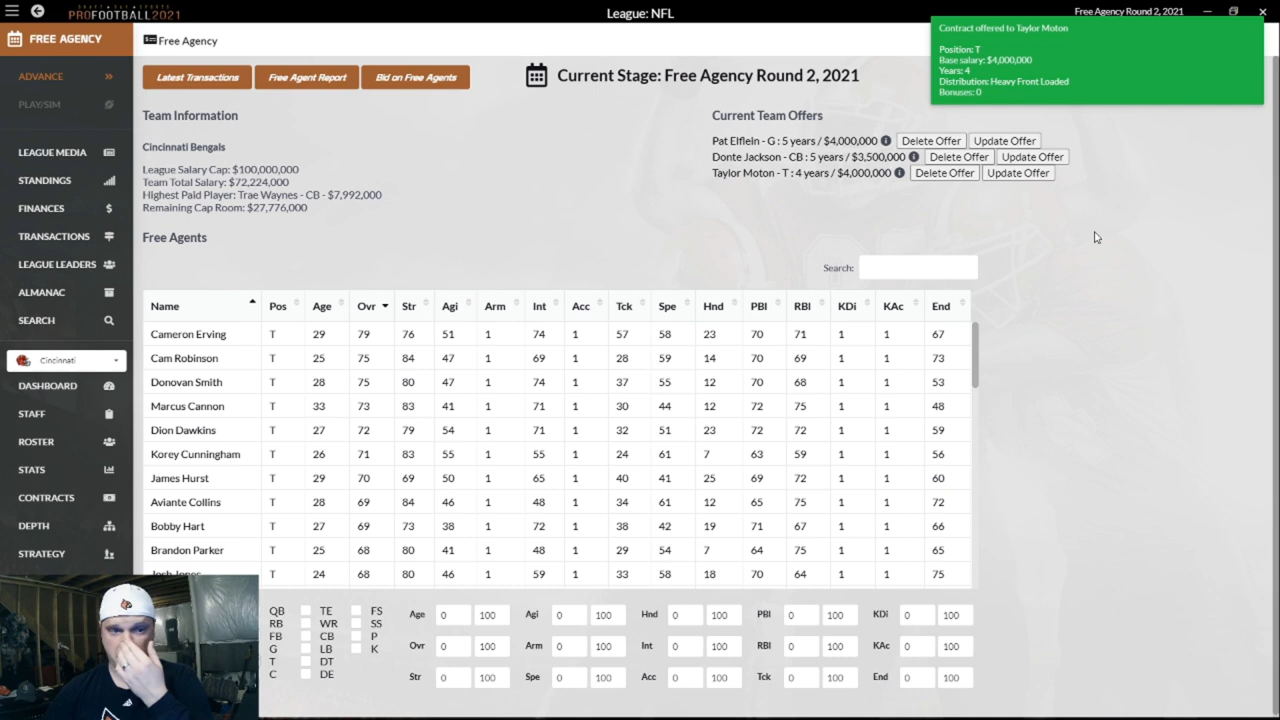 DRAFT · DAY · SPORTS
PROFOOTBALL2021
League: NFL
Free Agency Round 2, 2021
FREE AGENCY
Free Agency
Contract offered to Taylor Moton
Position: T
Base salary: $4,000,000
Years: 4
Distribution: Heavy Front Loaded
Bonuses: 0
ADVANCE
PLAY/SIM
LEAGUE MEDIA
STANDINGS
FINANCES
TRANSACTIONS
LEAGUE LEADERS
ALMANAC
SEARCH
Cincinnati
DASHBOARD
STAFF
ROSTER
STATS
CONTRACTS
DEPTH
STRATEGY
Latest Transactions Free Agent Report Bid on Free Agents
Current Stage: Free Agency Round 2, 2021
Team Information
Cincinnati Bengals
League Salary Cap: $100,000,000
Team Total Salary: $72,224,000
Highest Paid Player: Trae Waynes - CB - $7,992,000
Remaining Cap Room: $27,776,000
Current Team Offers
Pat Elflein - G : 5 years / $4,000,000 Delete Offer Update Offer
Donte Jackson - CB : 5 years / $3,500,000 Delete Offer Update Offer
Taylor Moton - T : 4 years / $4,000,000 Delete Offer Update Offer
Free Agents
Search:
Name Pos Age Ovr Str Agi Arm Int Acc Tck Spe Hnd PBl RBl KDi KAc End
Cameron Erving T 29 79 76 51 1 74 1 57 58 23 70 71 1 1 67
Cam Robinson T 25 75 84 47 1 69 1 28 59 14 70 69 1 1 73
Donovan Smith T 28 75 80 47 1 74 1 37 55 12 70 68 1 1 53
Marcus Cannon T 33 73 83 41 1 71 1 30 44 12 72 75 1 1 48
Dion Dawkins T 27 72 79 54 1 71 1 32 51 23 72 72 1 1 59
Korey Cunningham T 26 71 83 55 1 55 1 24 61 7 63 59 1 1 56
James Hurst T 29 70 69 50 1 65 1 40 41 25 69 72 1 1 60
Aviante Collins T 28 69 84 46 1 48 1 34 61 12 65 75 1 1 72
Bobby Hart T 27 69 73 38 1 72 1 38 42 19 71 67 1 1 66
Brandon Parker T 25 68 80 41 1 48 1 29 54 7 64 75 1 1 65
Josh Jones T 24 68 80 46 1 59 1 33 58 18 70 64 1 1 75
QB TE FS
RB WR SS
FB CB P
G LB K
T DT
C DE
Age 0 100 Agi 0 100 Hnd 0 100 PBl 0 100 KDi 0 100
Ovr 0 100 Arm 0 100 Int 0 100 RBl 0 100 KAc 0 100
Str 0 100 Spe 0 100 Acc 0 100 Tck 0 100 End 0 100